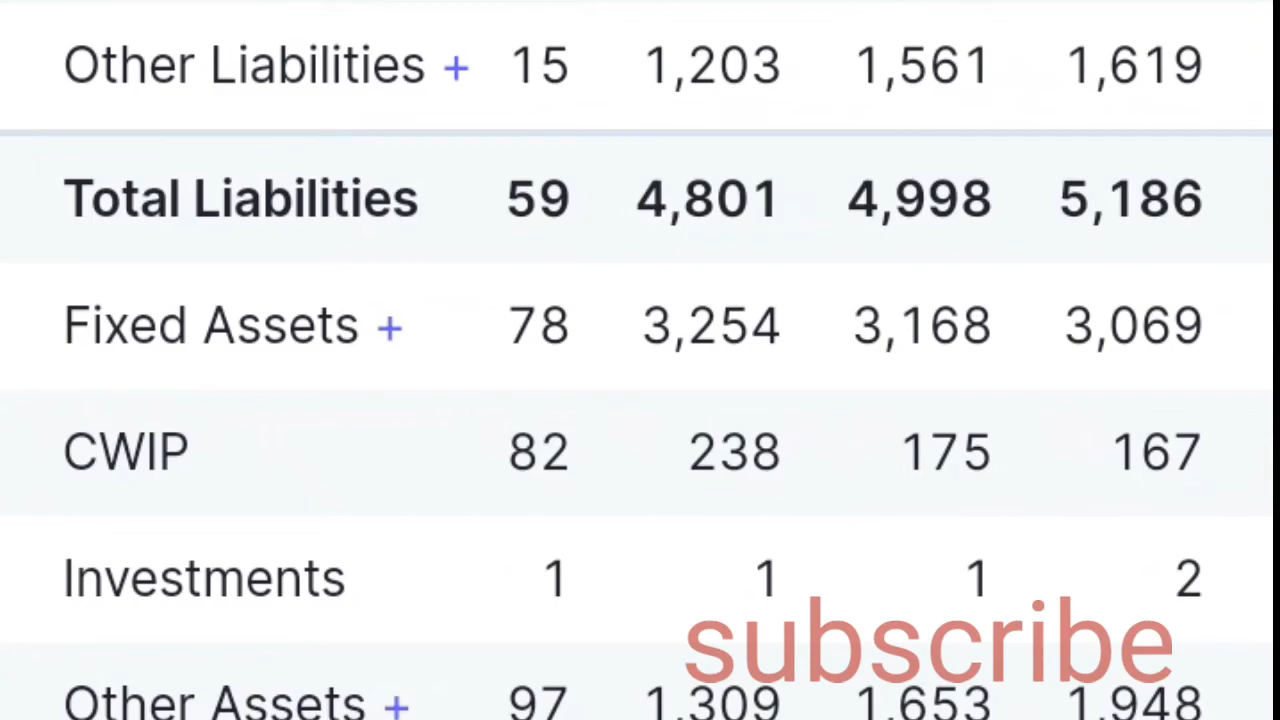 Other Liabilities + 15 1,203 1,561 1,619
Total Liabilities 59 4,801 4,998 5,186
Fixed Assets + 78 3,254 3,168 3,069
CWIP 82 238 175 167
Investments 1 1 1 2
subscribe
Other Assets + 97 1,309 1,653 1,948